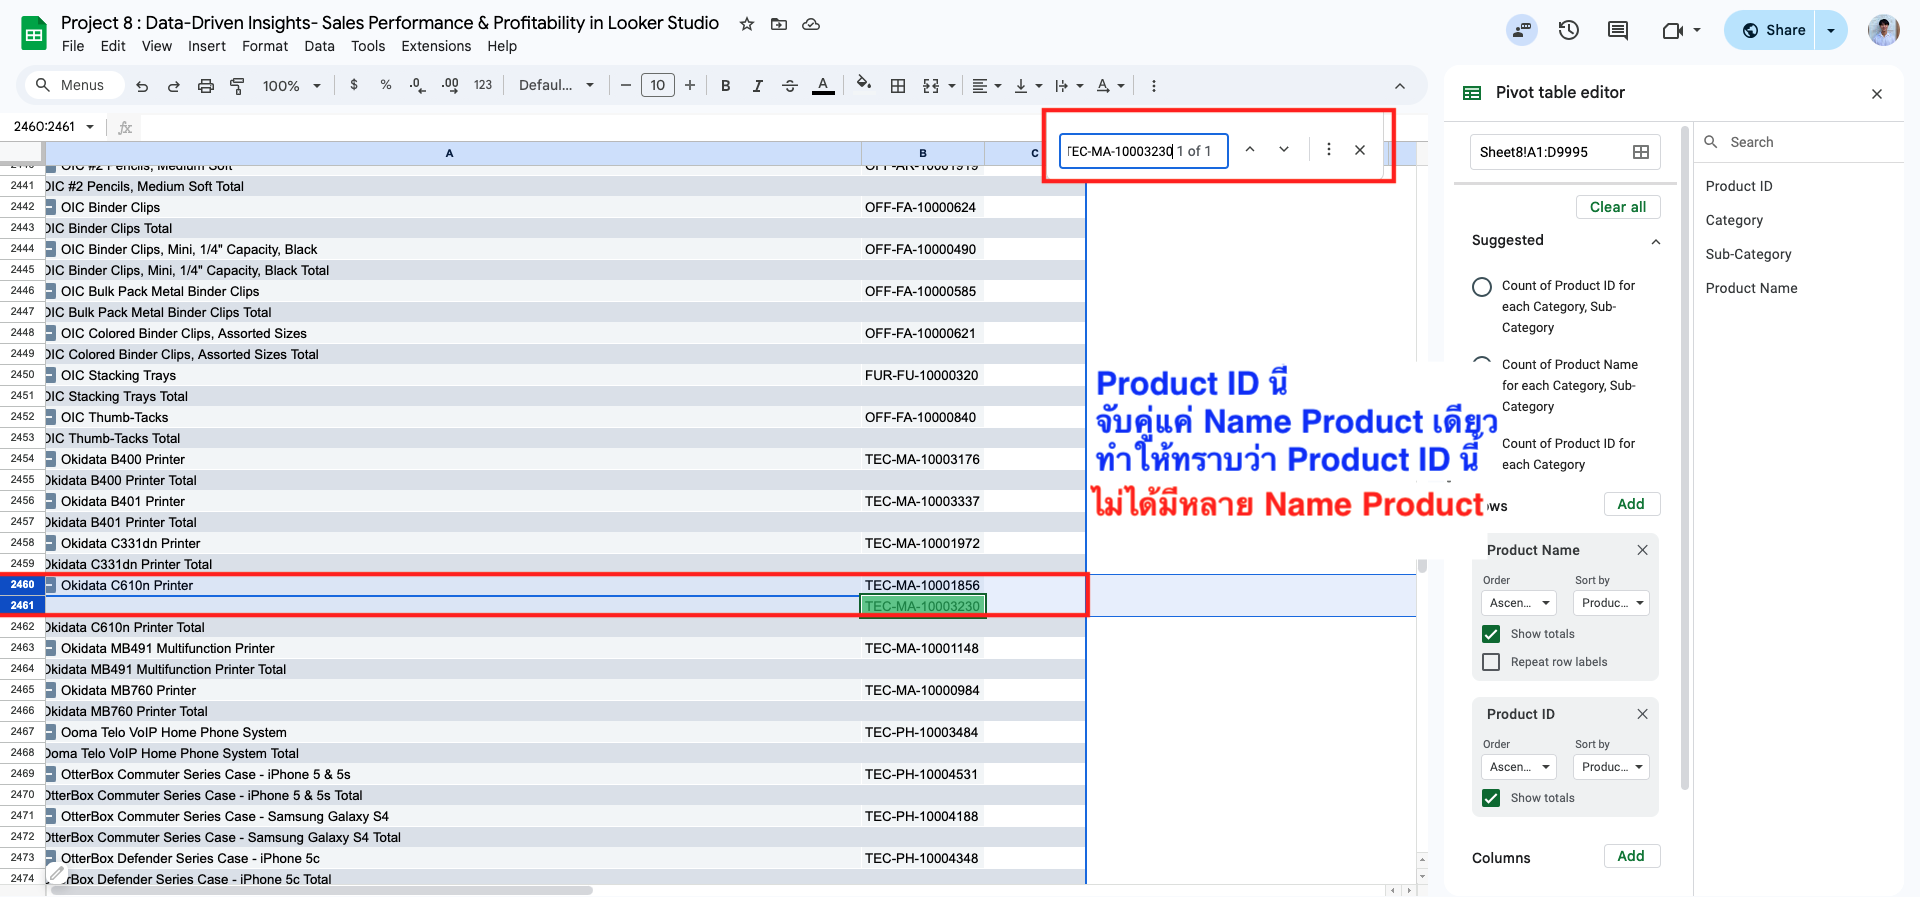 Project 8 : Data-Driven Insights- Sales Performance & Profitability in Looker Studio
File Edit View Insert Format Data Tools Extensions Help
Share
Menus 100% $ % .0 .00 123 Defaul... − 10 + B I A
2460:2461 fx
TEC-MA-10003230 1 of 1
A B C
OIC #2 Pencils, Medium Soft OFF-AR-10001919
2441 OIC #2 Pencils, Medium Soft Total
2442 OIC Binder Clips OFF-FA-10000624
2443 OIC Binder Clips Total
2444 OIC Binder Clips, Mini, 1/4" Capacity, Black OFF-FA-10000490
2445 OIC Binder Clips, Mini, 1/4" Capacity, Black Total
2446 OIC Bulk Pack Metal Binder Clips OFF-FA-10000585
2447 OIC Bulk Pack Metal Binder Clips Total
2448 OIC Colored Binder Clips, Assorted Sizes OFF-FA-10000621
2449 OIC Colored Binder Clips, Assorted Sizes Total
2450 OIC Stacking Trays FUR-FU-10000320
2451 OIC Stacking Trays Total
2452 OIC Thumb-Tacks OFF-FA-10000840
2453 OIC Thumb-Tacks Total
2454 Okidata B400 Printer TEC-MA-10003176
2455 Okidata B400 Printer Total
2456 Okidata B401 Printer TEC-MA-10003337
2457 Okidata B401 Printer Total
2458 Okidata C331dn Printer TEC-MA-10001972
2459 Okidata C331dn Printer Total
2460 Okidata C610n Printer TEC-MA-10001856
2461 TEC-MA-10003230
2462 Okidata C610n Printer Total
2463 Okidata MB491 Multifunction Printer TEC-MA-10001148
2464 Okidata MB491 Multifunction Printer Total
2465 Okidata MB760 Printer TEC-MA-10000984
2466 Okidata MB760 Printer Total
2467 Ooma Telo VoIP Home Phone System TEC-PH-10003484
2468 Ooma Telo VoIP Home Phone System Total
2469 OtterBox Commuter Series Case - iPhone 5 & 5s TEC-PH-10004531
2470 OtterBox Commuter Series Case - iPhone 5 & 5s Total
2471 OtterBox Commuter Series Case - Samsung Galaxy S4 TEC-PH-10004188
2472 OtterBox Commuter Series Case - Samsung Galaxy S4 Total
2473 OtterBox Defender Series Case - iPhone 5c TEC-PH-10004348
2474 rBox Defender Series Case - iPhone 5c Total
Product ID นี้
จับคู่แค่ Name Product เดียว
ทำให้ทราบว่า Product ID นี้
ไม่ได้มีหลาย Name Product
Pivot table editor
Sheet8!A1:D9995
Clear all
Suggested
Count of Product ID for
each Category, Sub-
Category
Count of Product Name
for each Category, Sub-
Category
Count of Product ID for
each Category
ows Add
Product Name
Order Sort by
Ascen... Produc...
Show totals
Repeat row labels
Product ID
Order Sort by
Ascen... Produc...
Show totals
Columns Add
Search
Product ID
Category
Sub-Category
Product Name